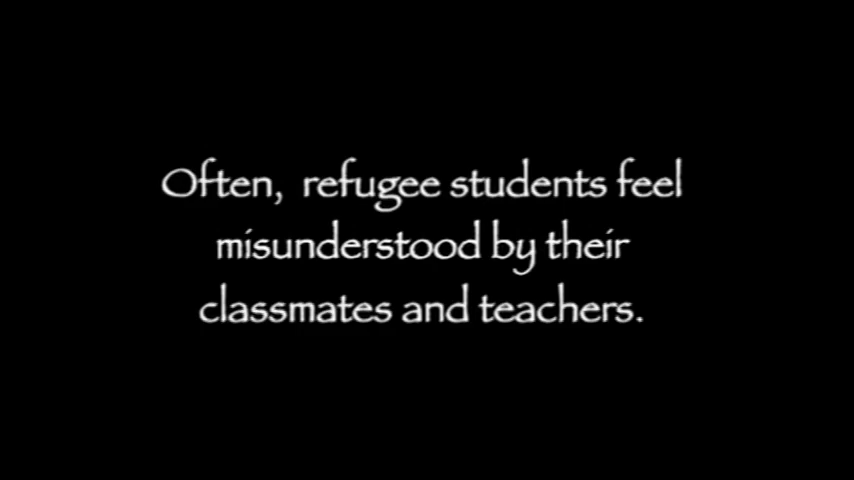 Often,  refugee students feel
misunderstood by their
classmates and teachers.